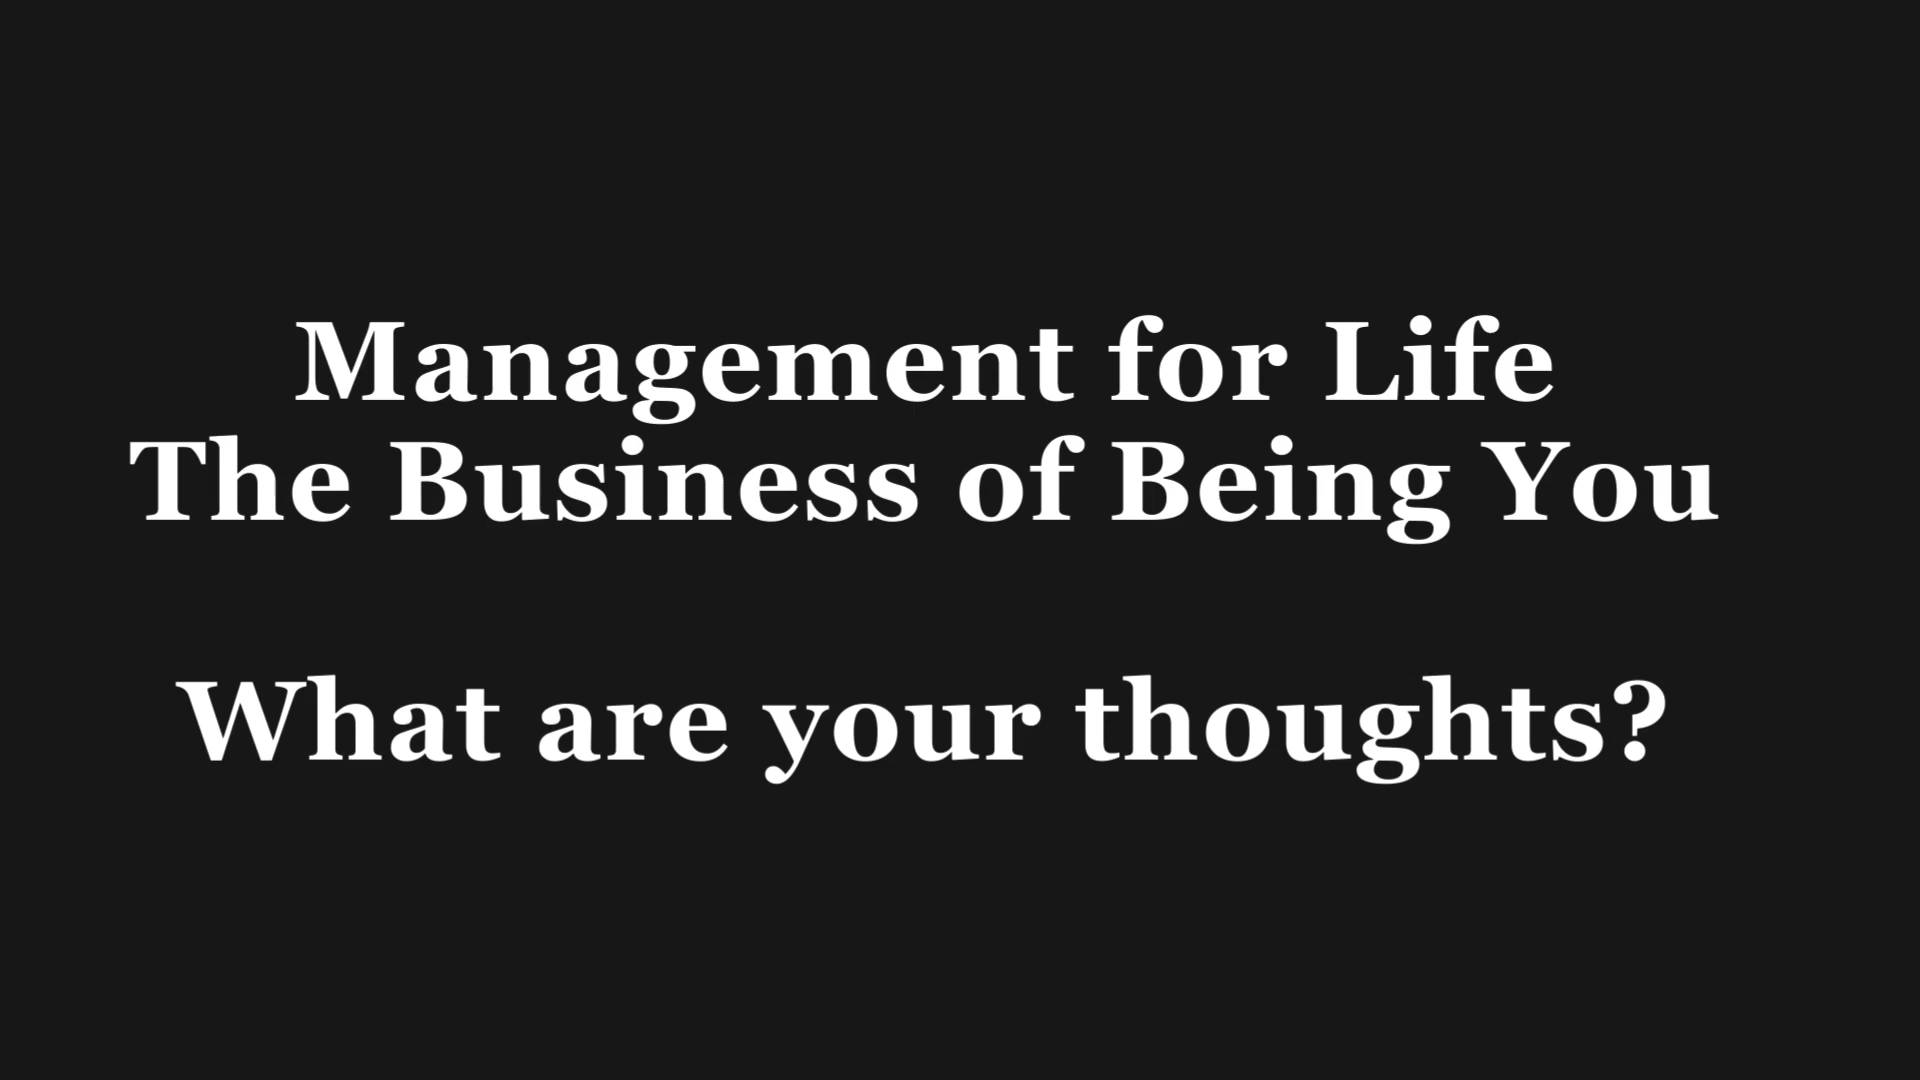 Management for Life
The Business of Being You
What are your thoughts?